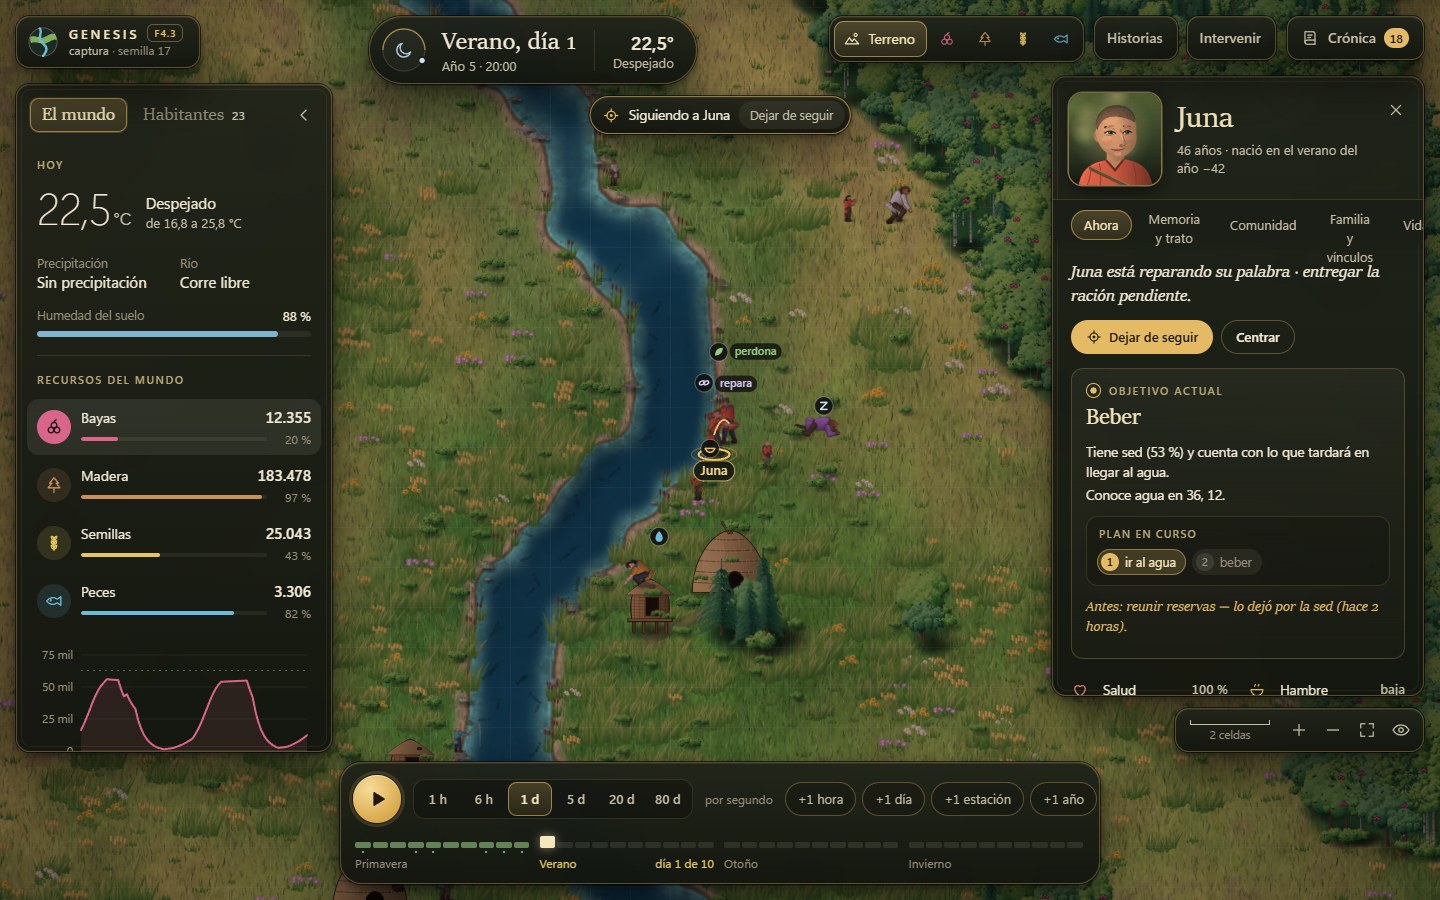 GENESIS F4.3
captura · semilla 17
Verano, día 1
Año 5 · 20:00
22,5°
Despejado
Terreno
Historias
Intervenir
Crónica 18
Siguiendo a Juna Dejar de seguir
El mundo
Habitantes 23
HOY
22,5 °C
Despejado
de 16,8 a 25,8 °C
Precipitación
Sin precipitación
Río
Corre libre
Humedad del suelo 88 %
RECURSOS DEL MUNDO
Bayas 12.355
20 %
Madera 183.478
97 %
Semillas 25.043
43 %
Peces 3.306
82 %
75 mil
50 mil
25 mil
0
perdona
repara
Z
Juna
Juna
46 años · nació en el verano del
año −42
Ahora
Memoria
y trato
Comunidad
Familia
y
vínculos
Vid
Juna está reparando su palabra · entregar la
ración pendiente.
Dejar de seguir
Centrar
OBJETIVO ACTUAL
Beber
Tiene sed (53 %) y cuenta con lo que tardará en
llegar al agua.
Conoce agua en 36, 12.
PLAN EN CURSO
1 ir al agua 2 beber
Antes: reunir reservas — lo dejó por la sed (hace 2
horas).
Salud 100 % Hambre baja
2 celdas
1 h 6 h 1 d 5 d 20 d 80 d por segundo +1 hora +1 día +1 estación +1 año
Primavera Verano día 1 de 10 Otoño Invierno